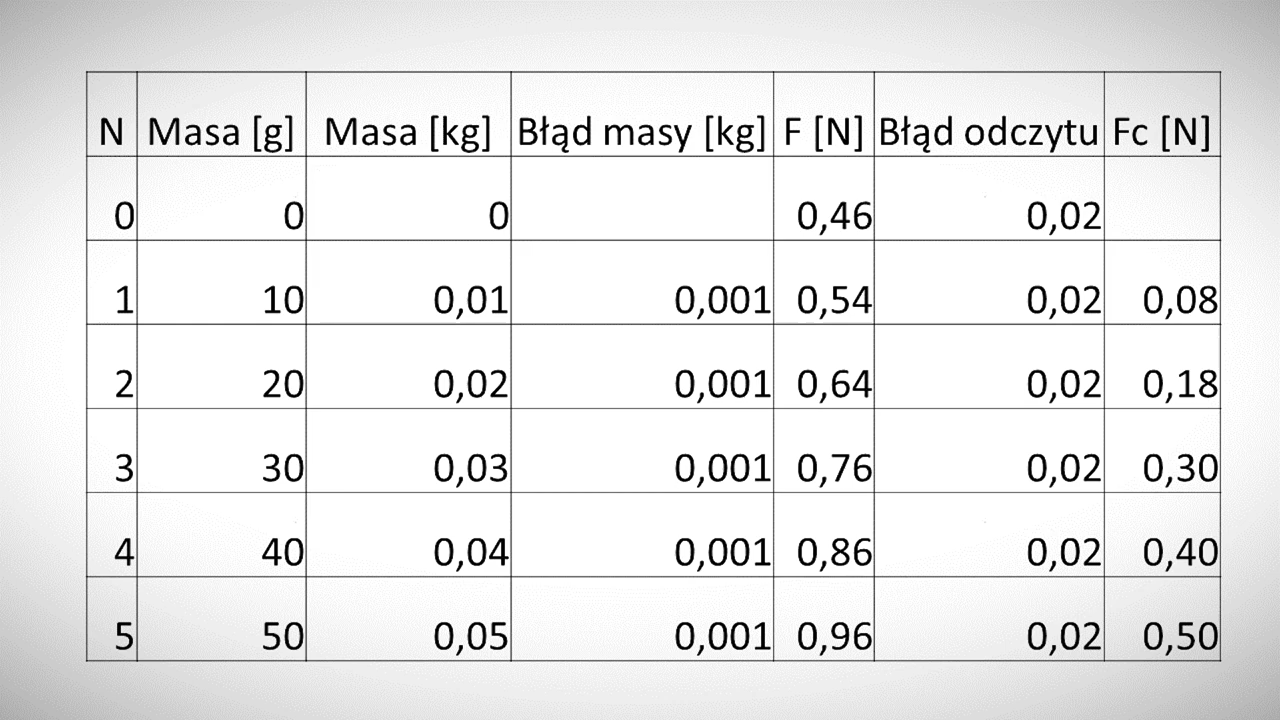 N Masa [g] Masa [kg] Błąd masy [kg] F [N] Błąd odczytu Fc [N]
0 0 0 0,46 0,02
1 10 0,01 0,001 0,54 0,02 0,08
2 20 0,02 0,001 0,64 0,02 0,18
3 30 0,03 0,001 0,76 0,02 0,30
4 40 0,04 0,001 0,86 0,02 0,40
5 50 0,05 0,001 0,96 0,02 0,50